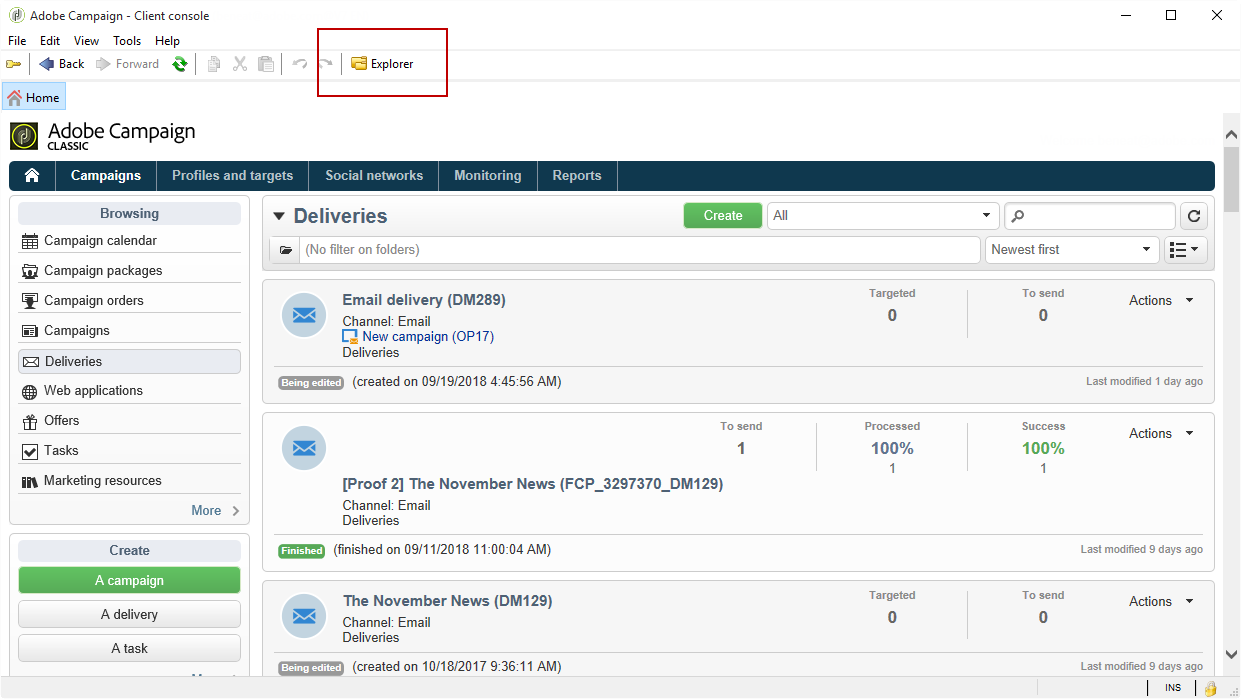 Adobe Campaign - Client console
File Edit View Tools Help
Back Forward Explorer
Home
Adobe Campaign
CLASSIC
Campaigns Profiles and targets Social networks Monitoring Reports
Browsing
Campaign calendar
Campaign packages
Campaign orders
Campaigns
Deliveries
Web applications
Offers
Tasks
Marketing resources
More
Create
A campaign
A delivery
A task
Deliveries Create All
(No filter on folders) Newest first
Email delivery (DM289) Targeted To send Actions
0 0
Channel: Email
New campaign (OP17)
Deliveries
Being edited (created on 09/19/2018 4:45:56 AM) Last modified 1 day ago
To send Processed Success Actions
1 100% 100%
1 1
[Proof 2] The November News (FCP_3297370_DM129)
Channel: Email
Deliveries
Finished (finished on 09/11/2018 11:00:04 AM) Last modified 9 days ago
The November News (DM129) Targeted To send Actions
0 0
Channel: Email
Deliveries
Being edited (created on 10/18/2017 9:36:11 AM) Last modified 9 days ago
INS